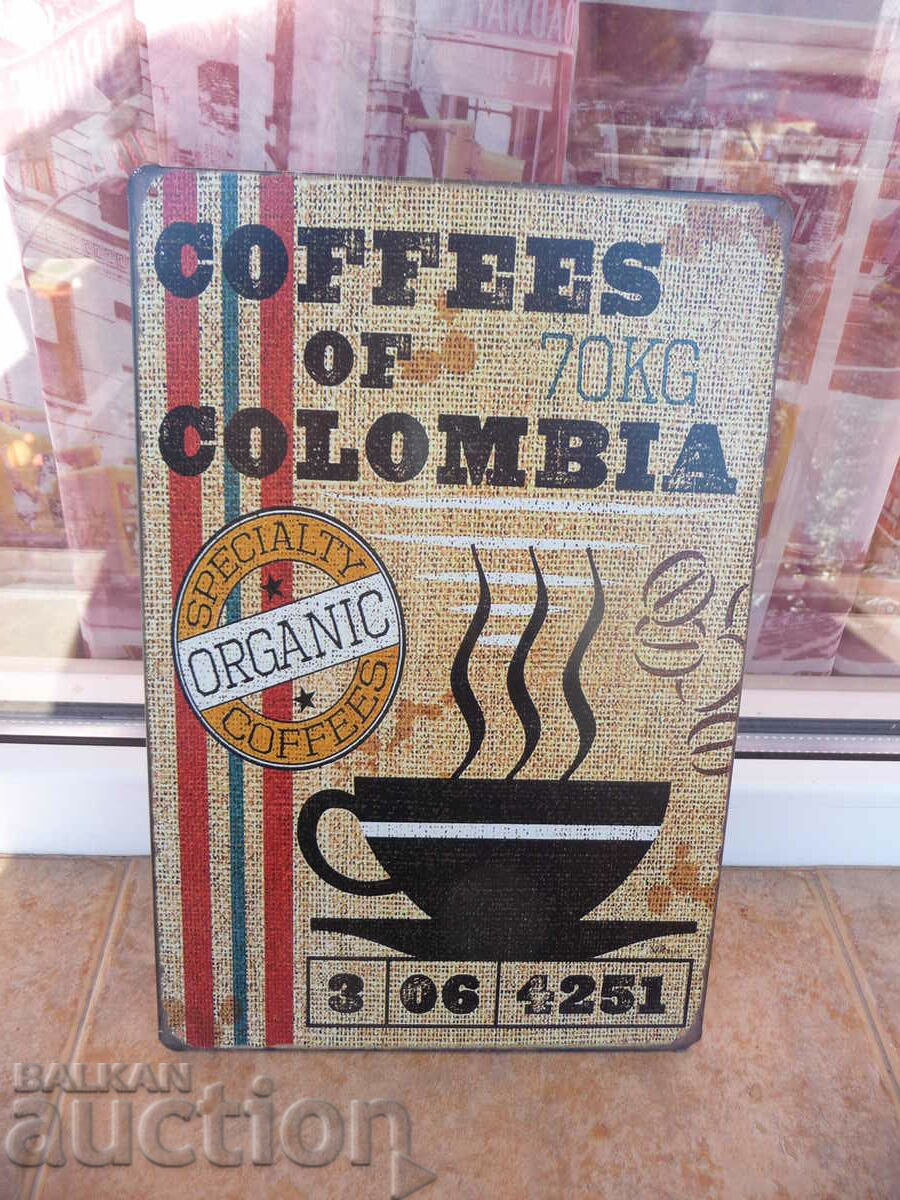 COFFEES
OF
70KG
COLOMBIA
SPECIALTY
ORGANIC
COFFEES
3 06 4251
BALKAN
auction